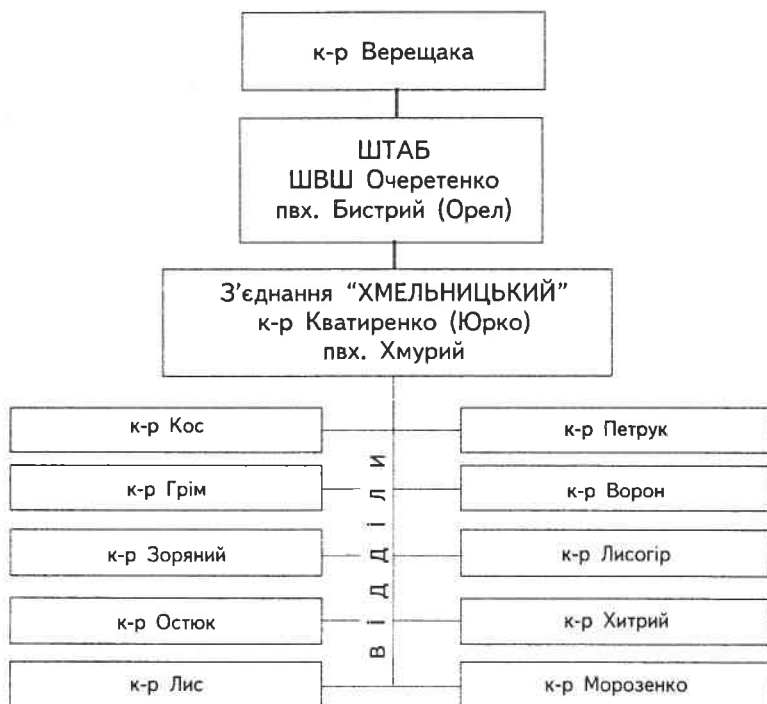 к-р Верещака
ШТАБ
ШВШ Очеретенко
пвх. Бистрий (Орел)
З'єднання “ХМЕЛЬНИЦЬКИЙ”
к-р Кватиренко (Юрко)
пвх. Хмурий
ВІДДІЛИ
к-р Кос
к-р Петрук
к-р Грім
к-р Ворон
к-р Зоряний
к-р Лисогір
к-р Остюк
к-р Хитрий
к-р Лис
к-р Морозенко